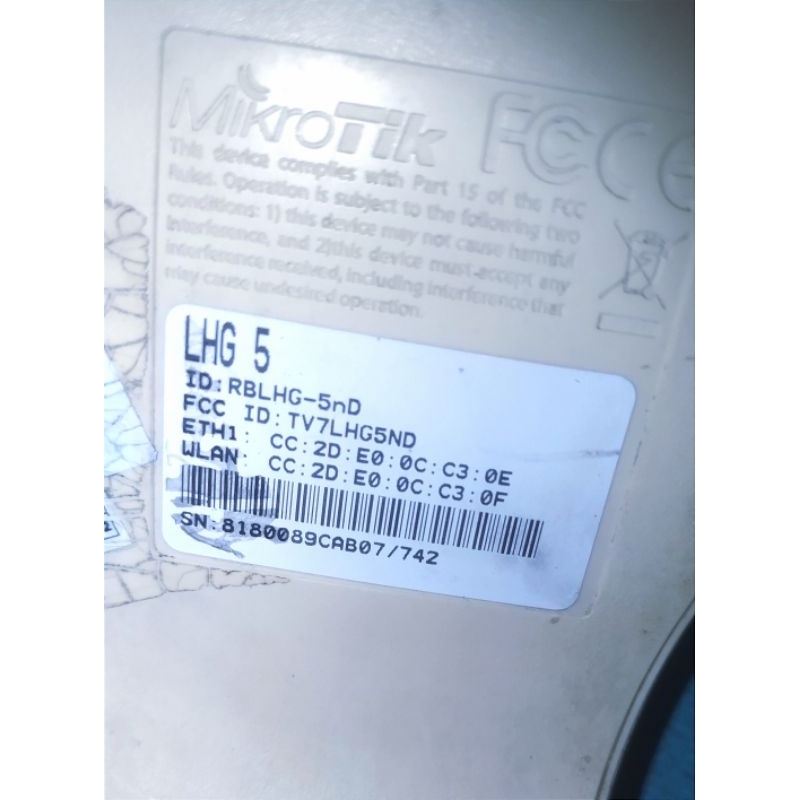 MikroTik FC CE
This device complies with Part 15 of the FCC
Rules. Operation is subject to the following two
conditions: 1) this device may not cause harmful
interference, and 2)this device must accept any
interference received, including interference that
may cause undesired operation.
LHG 5
ID:RBLHG-5nD
FCC ID:TV7LHG5ND
ETH1: CC:2D:E0:0C:C3:0E
WLAN: CC:2D:E0:0C:C3:0F
SN:8180089CAB07/742